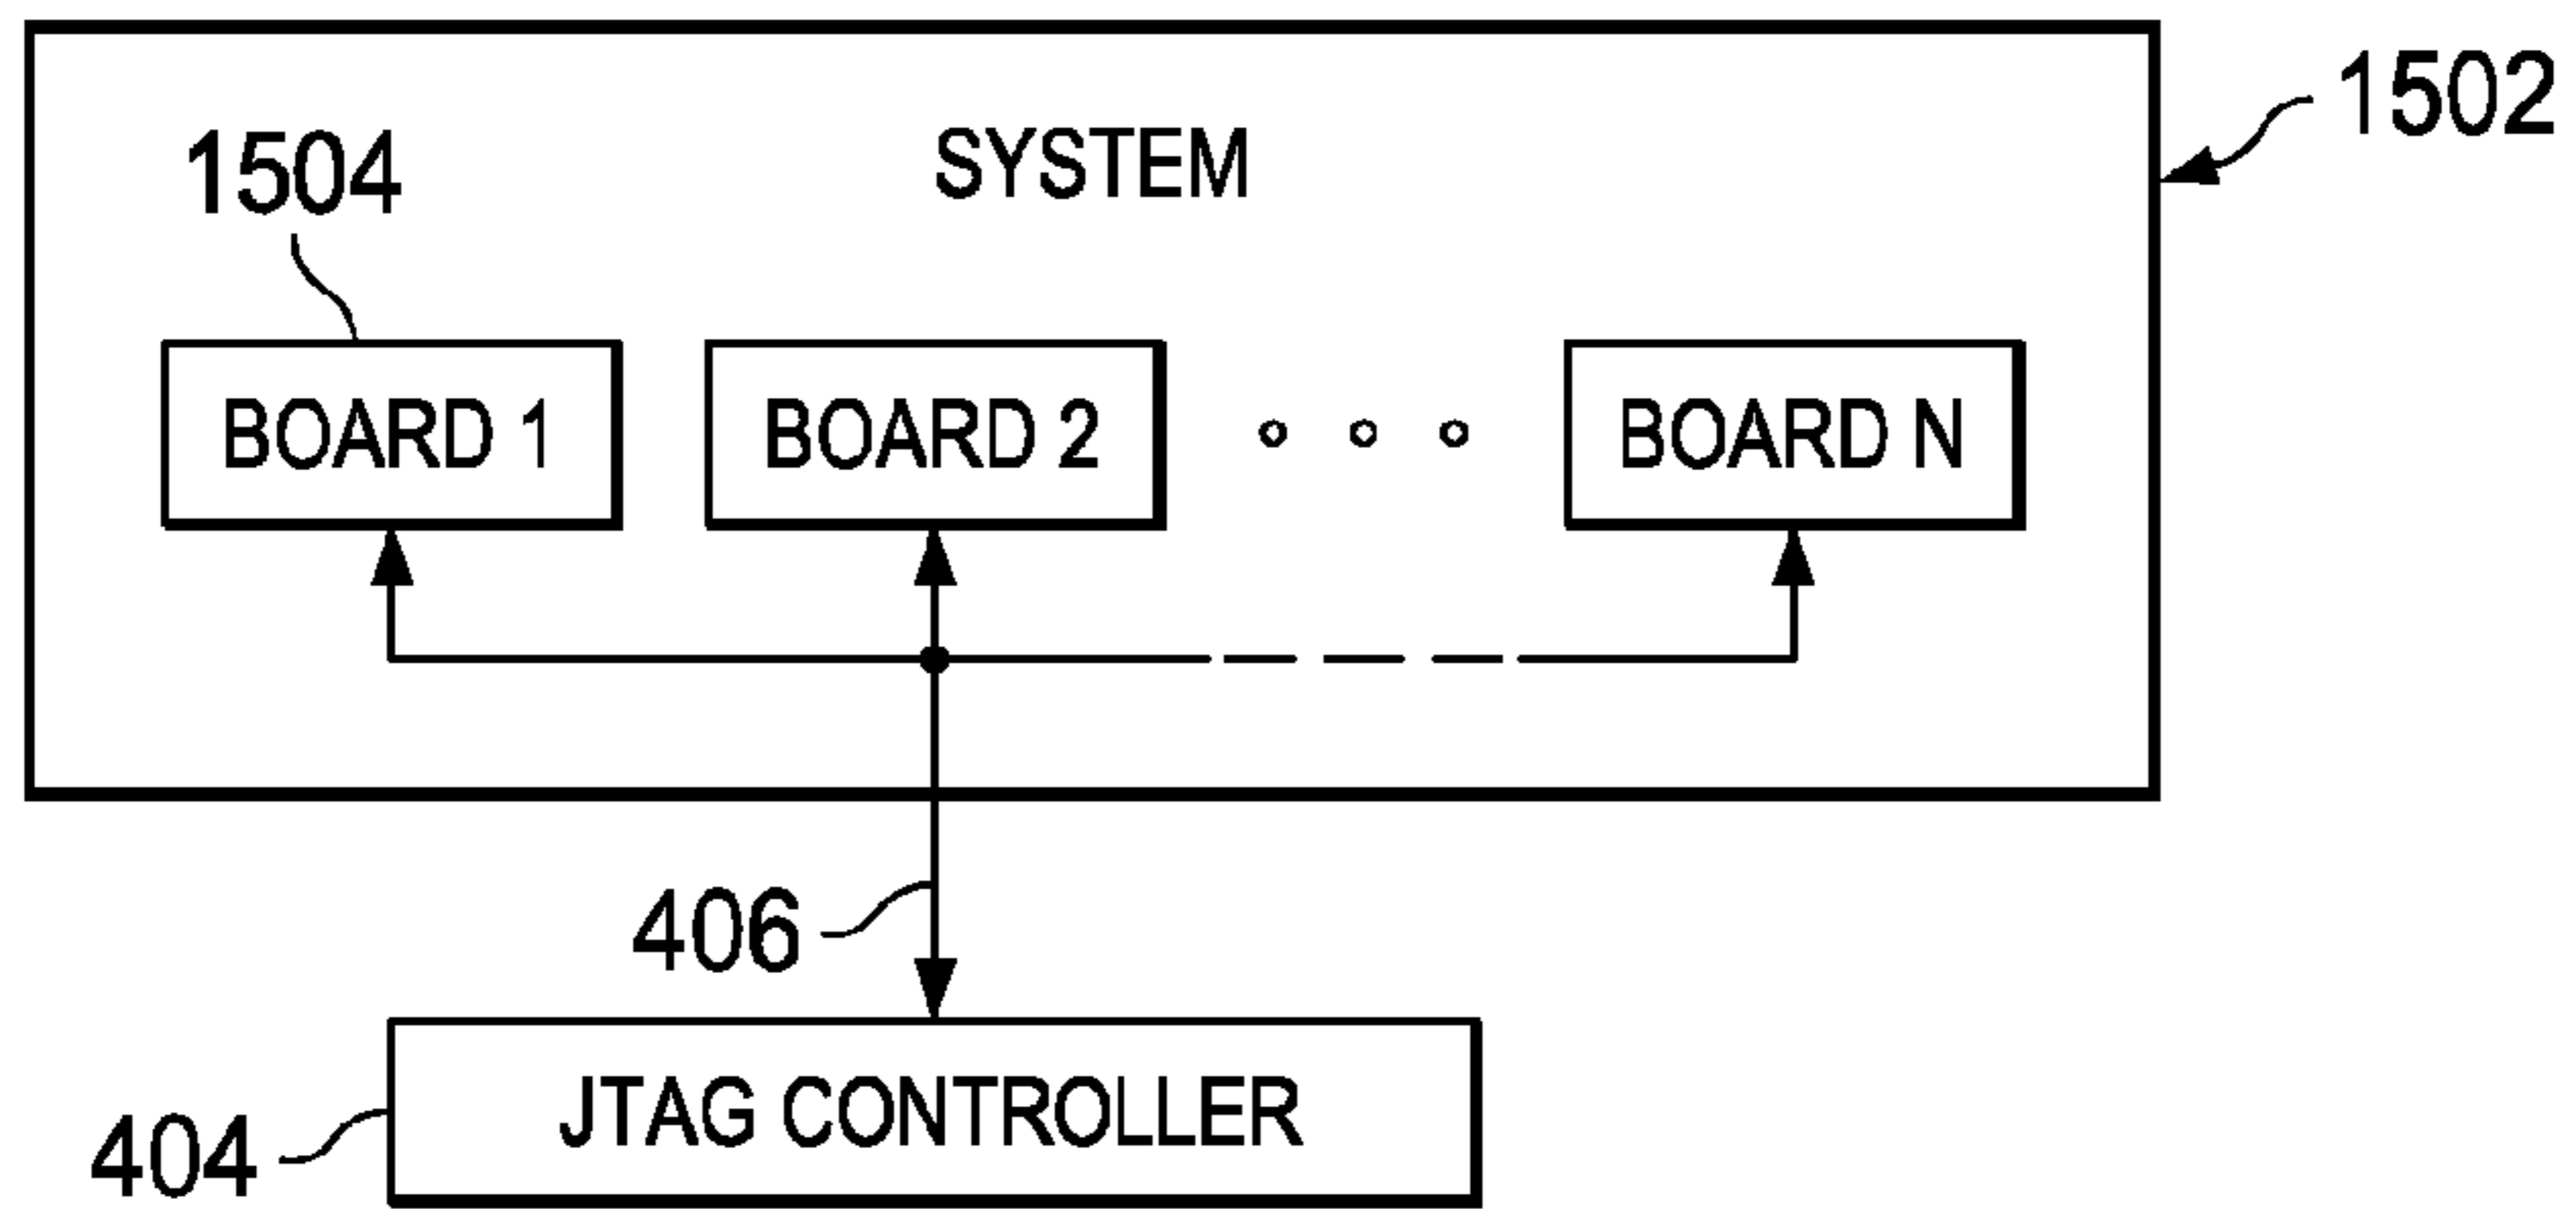 1502
SYSTEM
1504
BOARD 1
BOARD 2
BOARD N
406
JTAG CONTROLLER
404